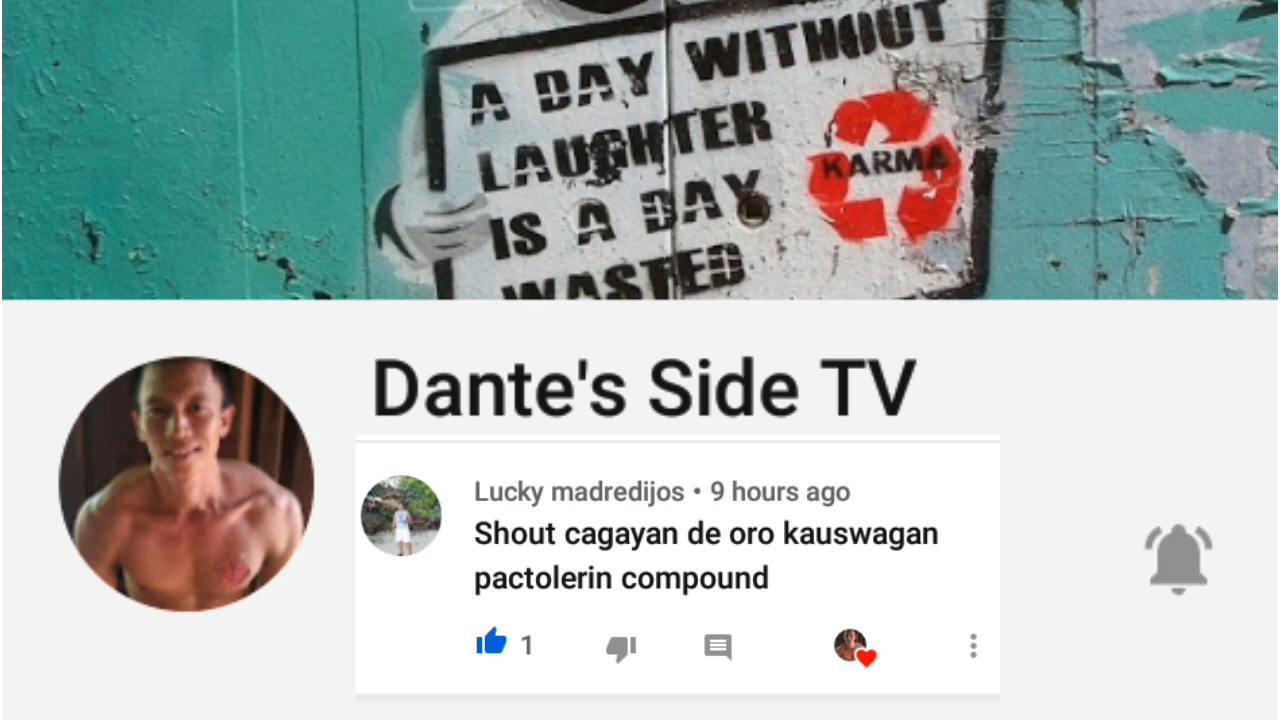 A DAY WITHOUT
LAUGHTER
IS A DAY
WASTED
KARMA
Dante's Side TV
Lucky madredijos • 9 hours ago
Shout cagayan de oro kauswagan
pactolerin compound
1